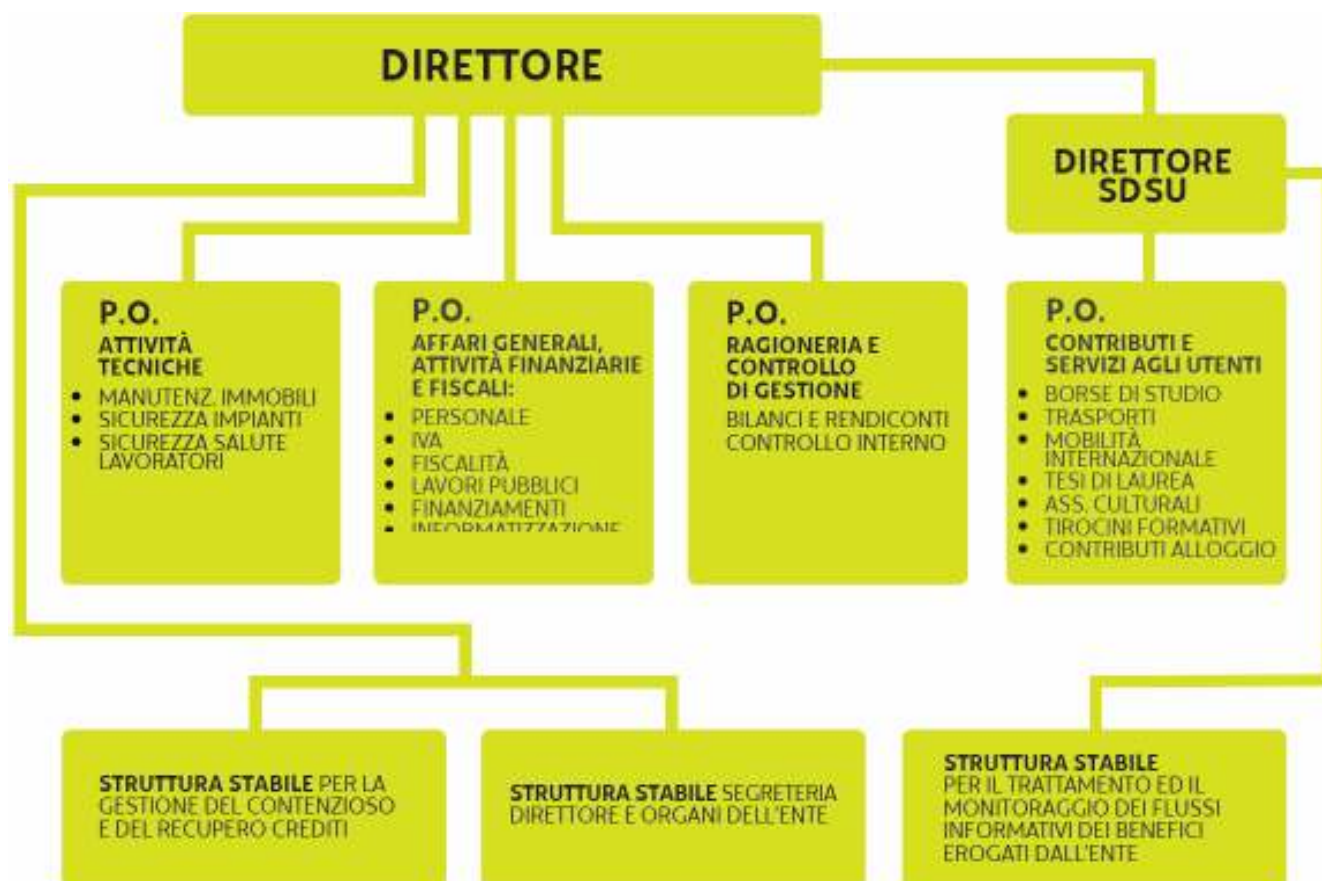 DIRETTORE
DIRETTORE
SDSU
P.O.
ATTIVITÀ
TECNICHE
• MANUTENZ. IMMOBILI
• SICUREZZA IMPIANTI
• SICUREZZA SALUTE
LAVORATORI
P.O.
AFFARI GENERALI,
ATTIVITÀ FINANZIARIE
E FISCALI:
• PERSONALE
• IVA
• FISCALITÀ
• LAVORI PUBBLICI
• FINANZIAMENTI
• INFORMATIZZAZIONE
P.O.
RAGIONERIA E
CONTROLLO
DI GESTIONE
BILANCI E RENDICONTI
CONTROLLO INTERNO
P.O.
CONTRIBUTI E
SERVIZI AGLI UTENTI
• BORSE DI STUDIO
• TRASPORTI
• MOBILITÀ
INTERNAZIONALE
• TESI DI LAUREA
• ASS. CULTURALI
• TIROCINI FORMATIVI
• CONTRIBUTI ALLOGGIO
STRUTTURA STABILE PER LA
GESTIONE DEL CONTENZIOSO
E DEL RECUPERO CREDITI
STRUTTURA STABILE SEGRETERIA
DIRETTORE E ORGANI DELL'ENTE
STRUTTURA STABILE
PER IL TRATTAMENTO ED IL
MONITORAGGIO DEI FLUSSI
INFORMATIVI DEI BENEFICI
EROGATI DALL'ENTE